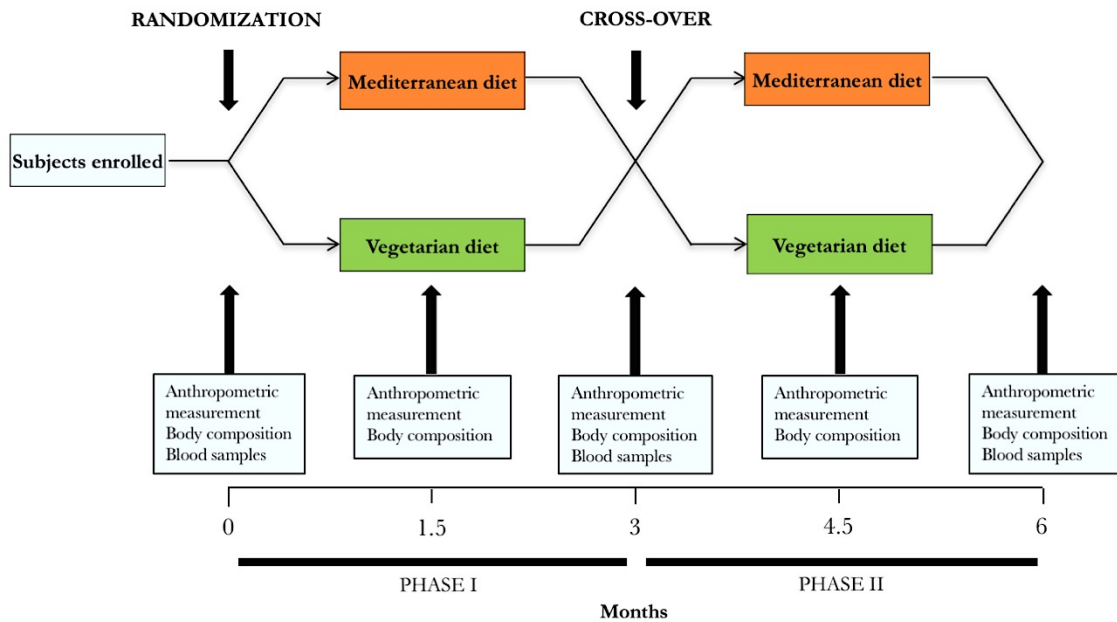 RANDOMIZATION
CROSS-OVER
Mediterranean diet
Mediterranean diet
Subjects enrolled
Vegetarian diet
Vegetarian diet
Anthropometric
measurement
Body composition
Blood samples
Anthropometric
measurement
Body composition
Anthropometric
measurement
Body composition
Blood samples
Anthropometric
measurement
Body composition
Anthropometric
measurement
Body composition
Blood samples
0
1.5
3
4.5
6
PHASE I
PHASE II
Months